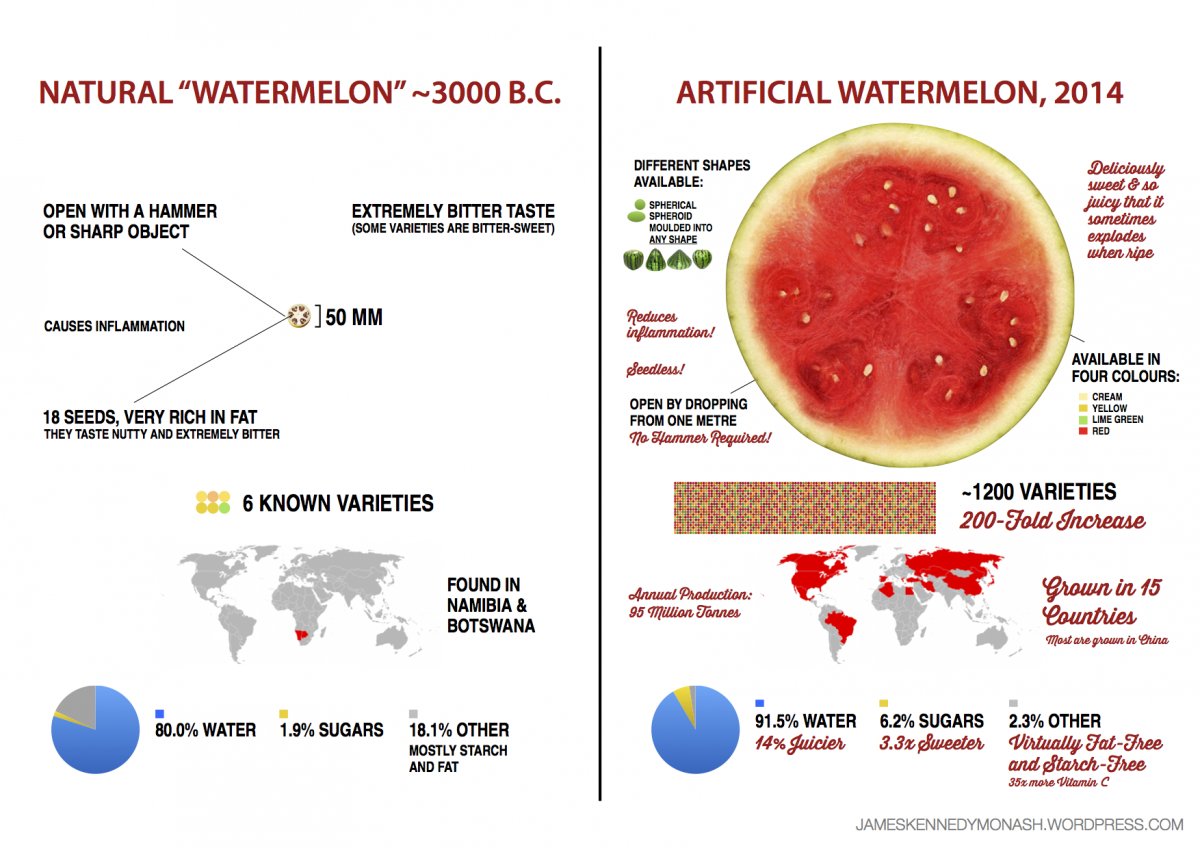 NATURAL “WATERMELON” ~3000 B.C.
OPEN WITH A HAMMER
OR SHARP OBJECT
EXTREMELY BITTER TASTE
(SOME VARIETIES ARE BITTER-SWEET)
CAUSES INFLAMMATION
50 MM
18 SEEDS, VERY RICH IN FAT
THEY TASTE NUTTY AND EXTREMELY BITTER
6 KNOWN VARIETIES
FOUND IN
NAMIBIA &
BOTSWANA
80.0% WATER
1.9% SUGARS
18.1% OTHER
MOSTLY STARCH
AND FAT
ARTIFICIAL WATERMELON, 2014
DIFFERENT SHAPES
AVAILABLE:
SPHERICAL
SPHEROID
MOULDED INTO
ANY SHAPE
Deliciously
sweet & so
juicy that it
sometimes
explodes
when ripe
Reduces
inflammation!
Seedless!
OPEN BY DROPPING
FROM ONE METRE
No Hammer Required!
AVAILABLE IN
FOUR COLOURS:
CREAM
YELLOW
LIME GREEN
RED
~1200 VARIETIES
200-Fold Increase
Annual Production:
95 Million Tonnes
Grown in 15
Countries
Most are grown in China
91.5% WATER
14% Juicier
6.2% SUGARS
3.3x Sweeter
2.3% OTHER
Virtually Fat-Free
and Starch-Free
35x more Vitamin C
JAMESKENNEDYMONASH.WORDPRESS.COM